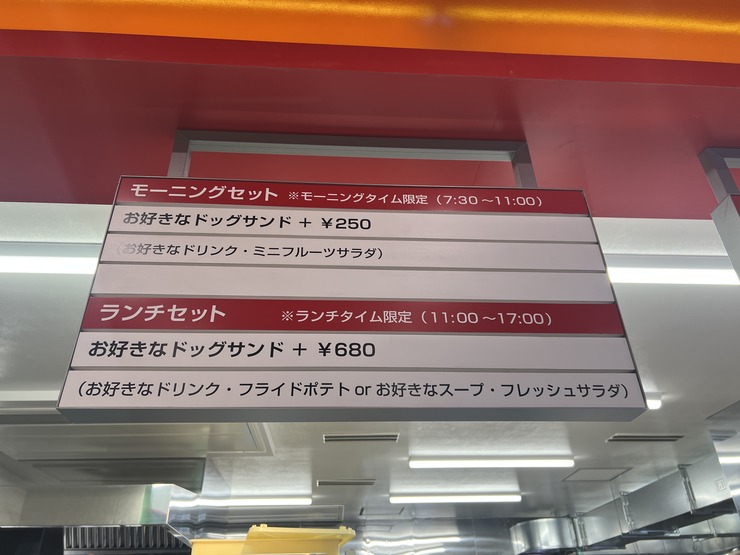 モーニングセット ※モーニングタイム限定（7:30～11:00）
お好きなドッグサンド + ￥250
（お好きなドリンク・ミニフルーツサラダ）
ランチセット ※ランチタイム限定（11:00～17:00）
お好きなドッグサンド + ￥680
（お好きなドリンク・フライドポテト or お好きなスープ・フレッシュサラダ）